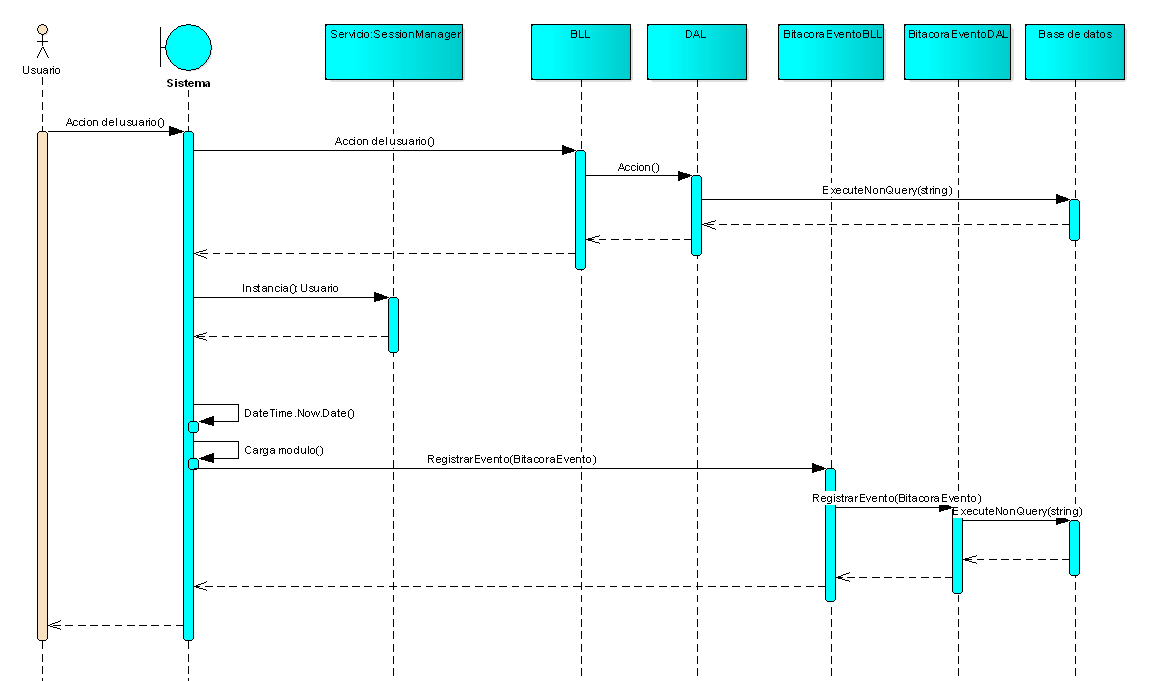 Usuario
Sistema
Servicio:SessionManager
BLL
DAL
BitacoraEventoBLL
BitacoraEventoDAL
Base de datos
Accion del usuario()
Accion del usuario()
Accion()
ExecuteNonQuery(string)
Instancia(): Usuario
DateTime.Now.Date()
Carga modulo()
RegistrarEvento(BitacoraEvento)
RegistrarEvento(BitacoraEvento)
ExecuteNonQuery(string)